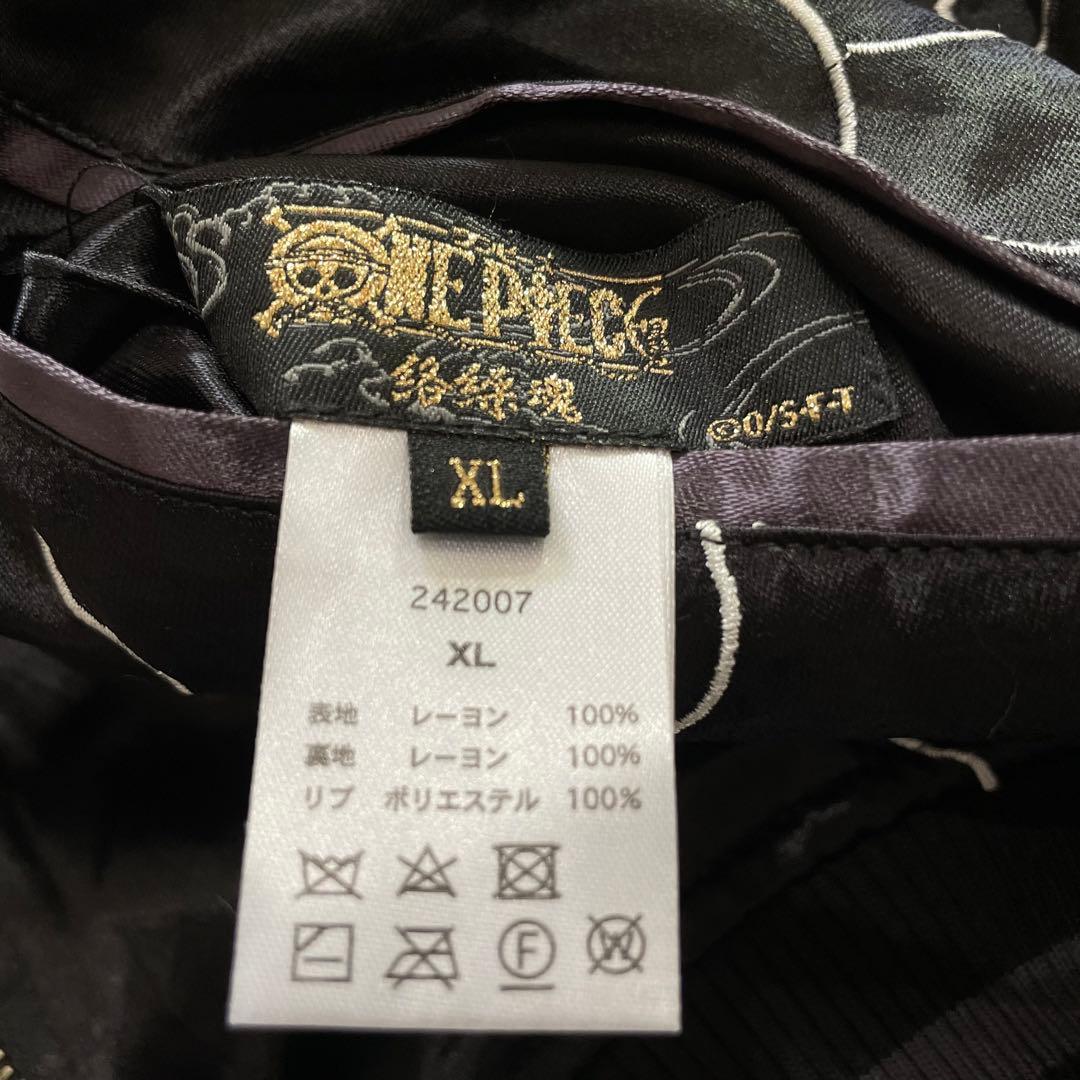 ONE PIECE
絡繰魂
©O/S・F・T
XL
242007
XL
表地 レーヨン 100%
裏地 レーヨン 100%
リブ ポリエステル 100%
F
W